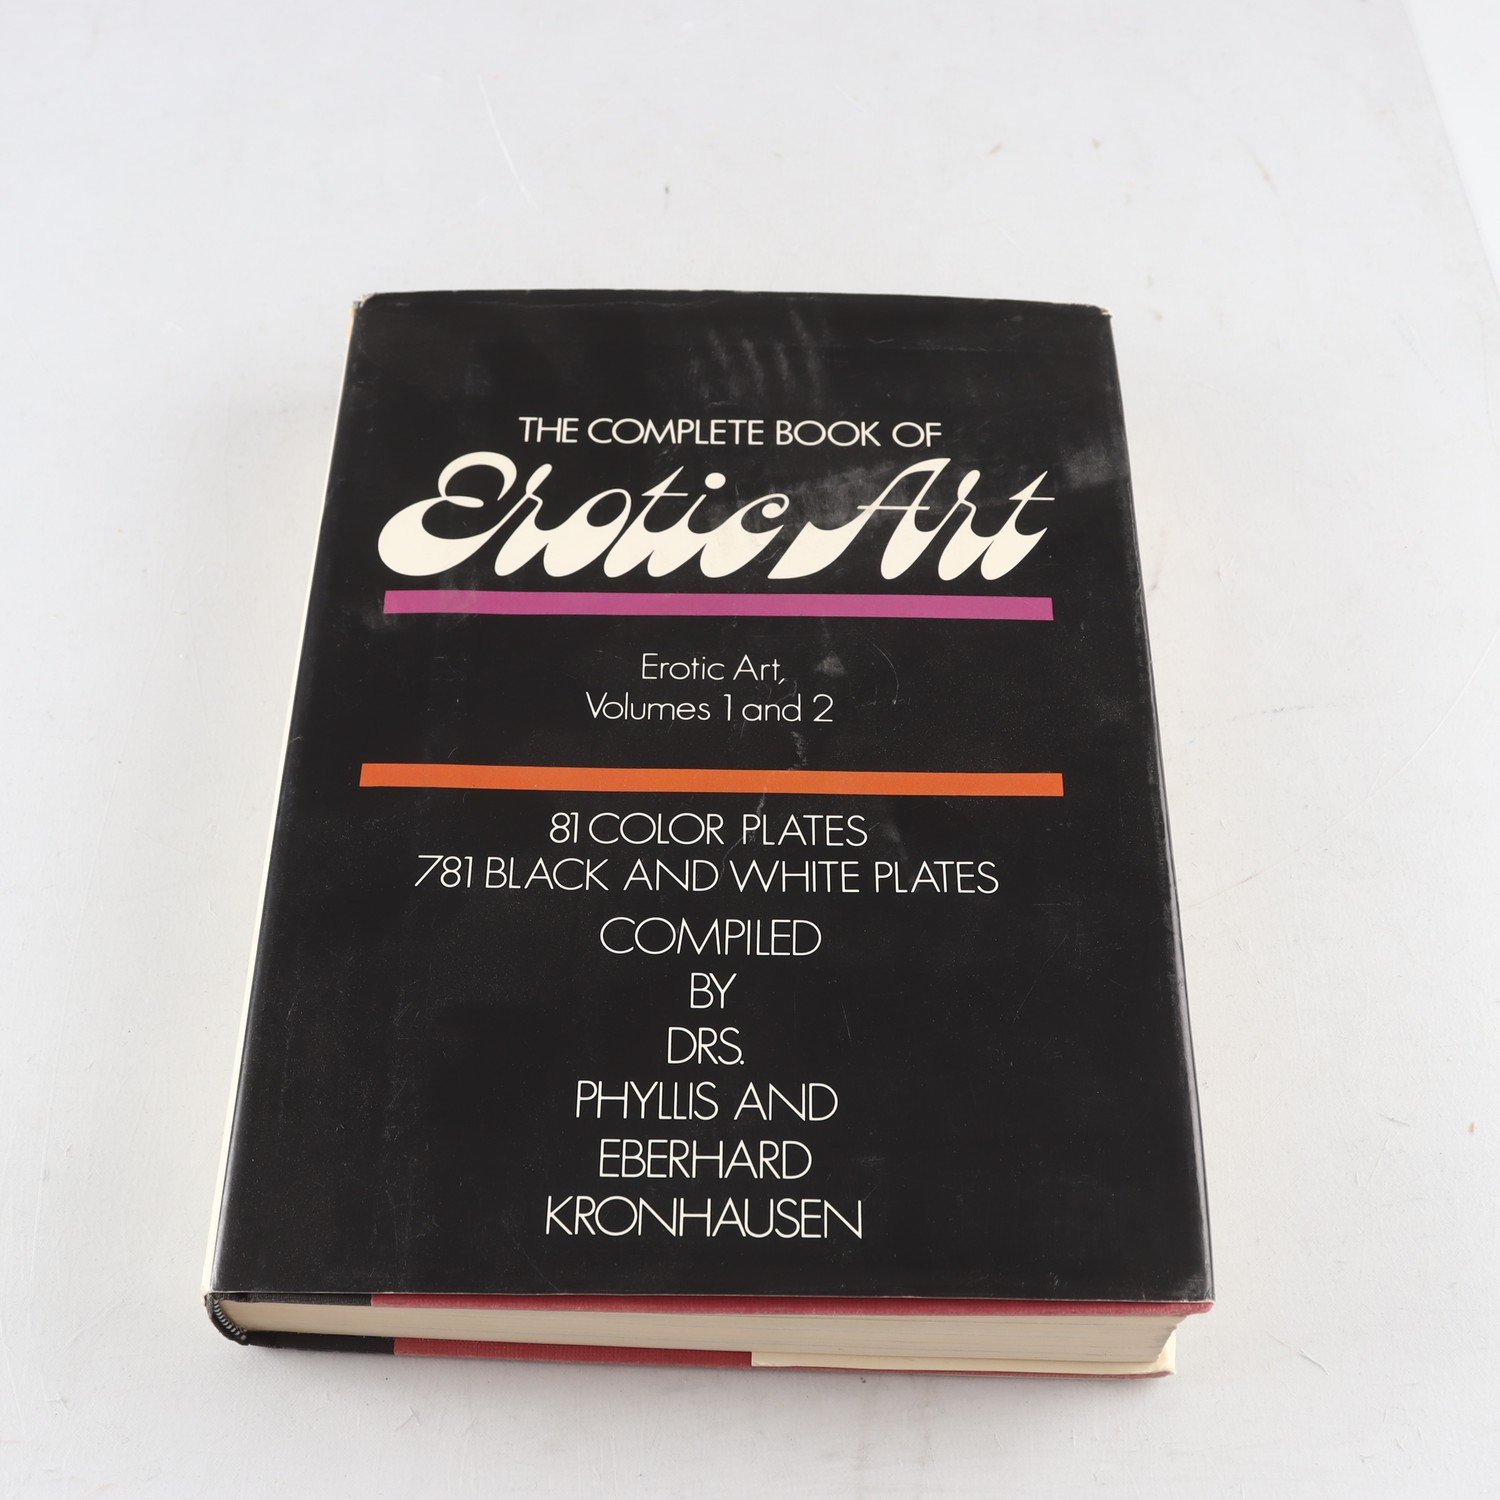 THE COMPLETE BOOK OF
Erotic Art
Erotic Art,
Volumes 1 and 2
81 COLOR PLATES
781 BLACK AND WHITE PLATES
COMPILED
BY
DRS.
PHYLLIS AND
EBERHARD
KRONHAUSEN